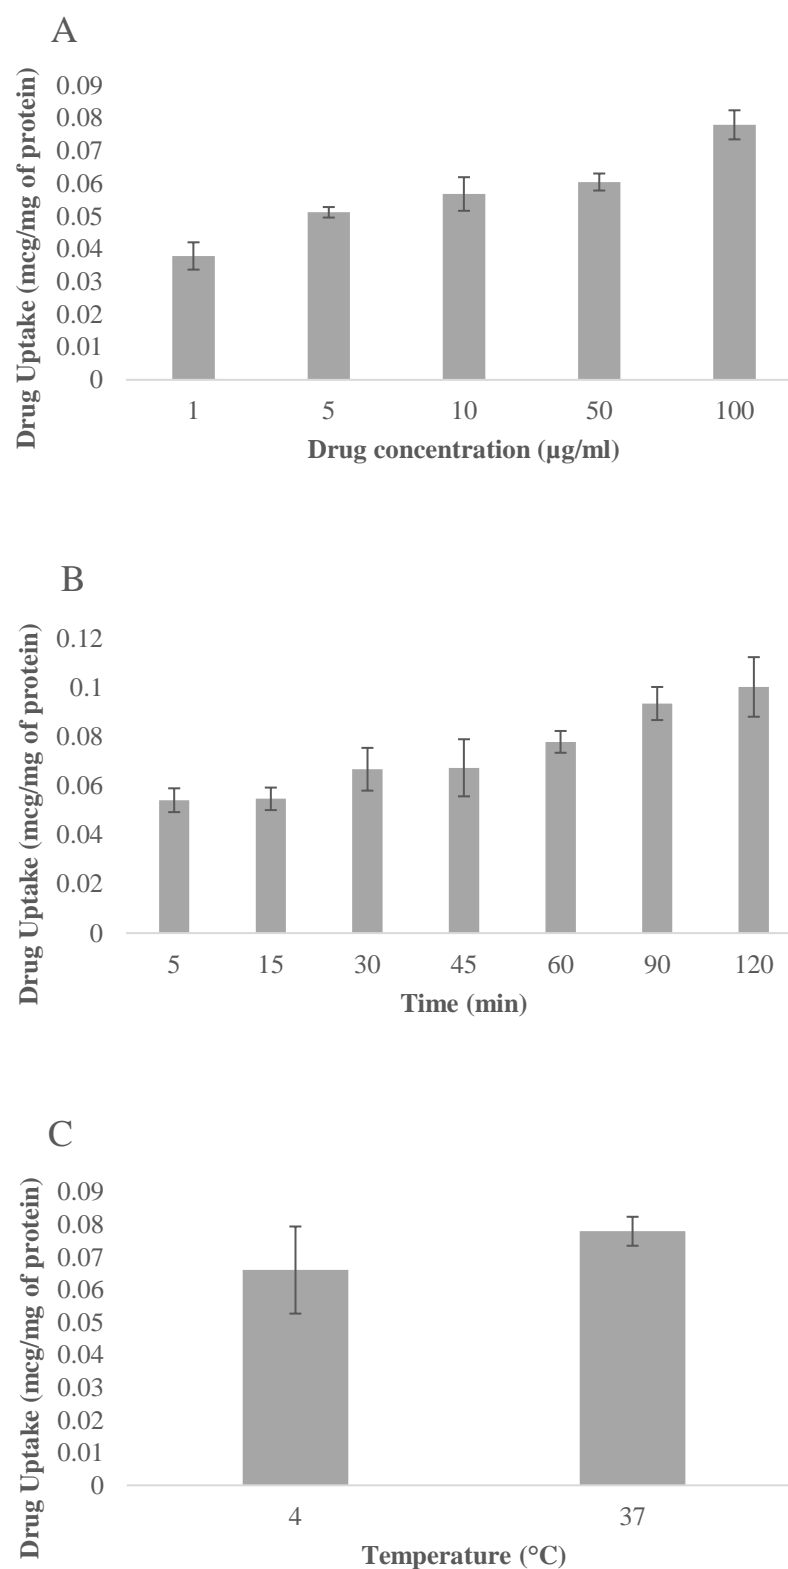 A
Drug Uptake (mcg/mg of protein)
0.09
0.08
0.07
0.06
0.05
0.04
0.03
0.02
0.01
0
1 5 10 50 100
Drug concentration (µg/ml)
B
Drug Uptake (mcg/mg of protein)
0.12
0.1
0.08
0.06
0.04
0.02
0
5 15 30 45 60 90 120
Time (min)
C
Drug Uptake (mcg/mg of protein)
0.09
0.08
0.07
0.06
0.05
0.04
0.03
0.02
0.01
0
4 37
Temperature (°C)